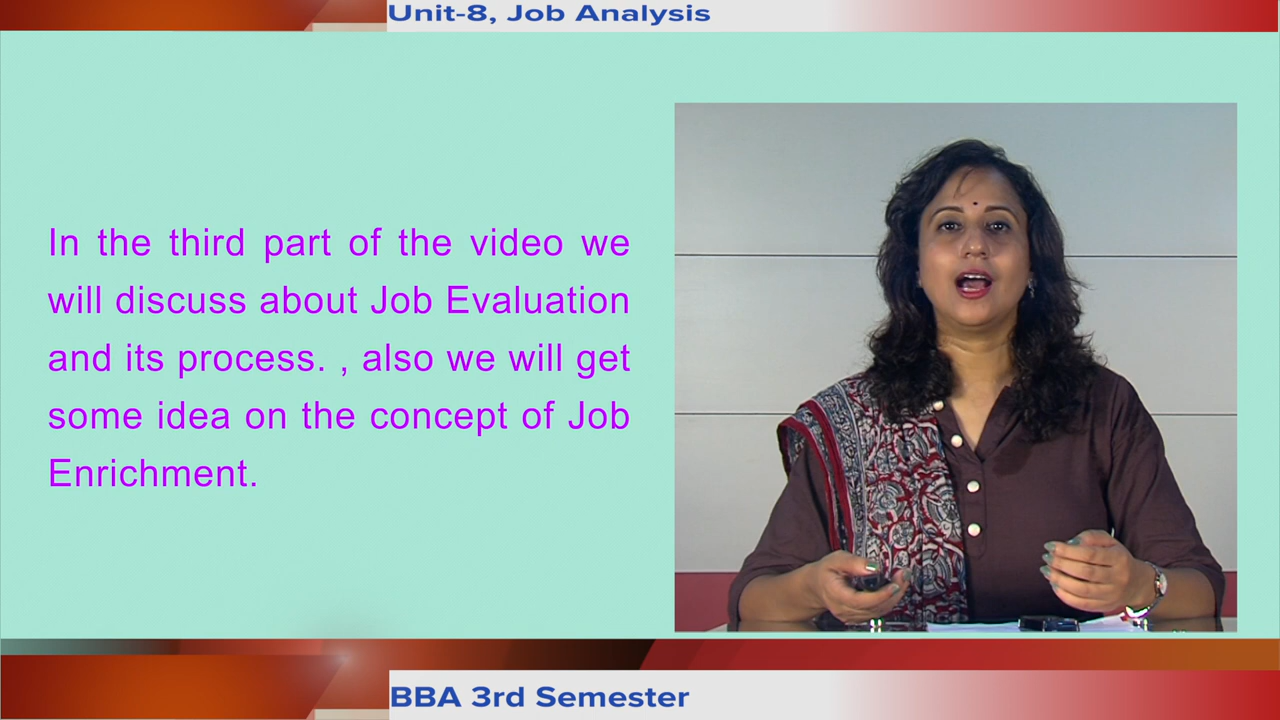 Unit-8, Job Analysis
In the third part of the video we
will discuss about Job Evaluation
and its process. , also we will get
some idea on the concept of Job
Enrichment.
BBA 3rd Semester